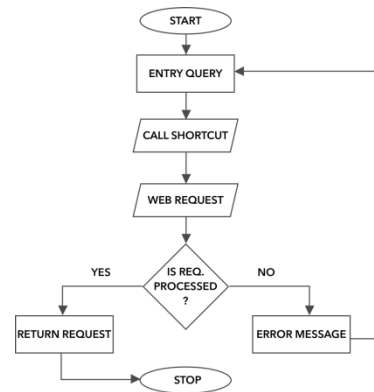 START
ENTRY QUERY
CALL SHORTCUT
WEB REQUEST
YES
IS REQ.
PROCESSED
?
NO
RETURN REQUEST
ERROR MESSAGE
STOP